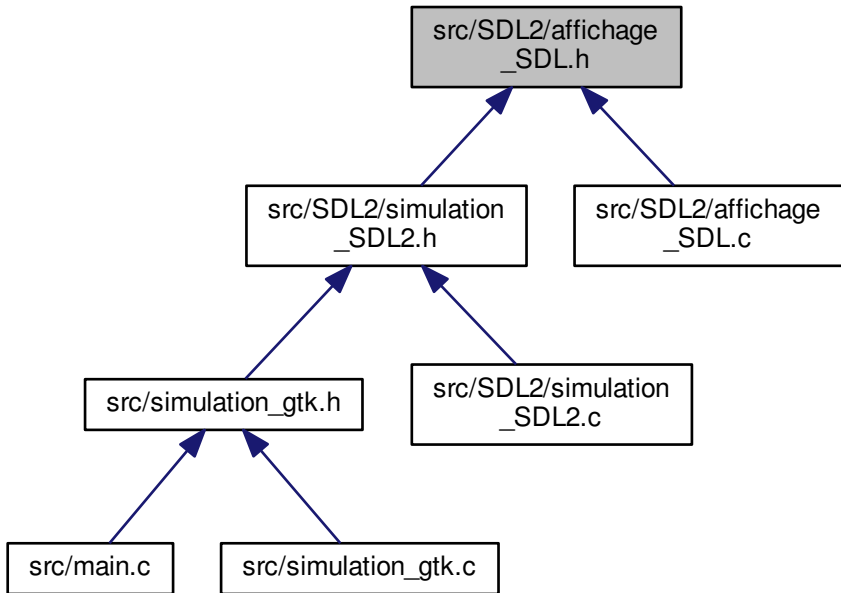 src/SDL2/affichage
_SDL.h
src/SDL2/simulation
_SDL2.h
src/SDL2/affichage
_SDL.c
src/simulation_gtk.h
src/SDL2/simulation
_SDL2.c
src/main.c
src/simulation_gtk.c